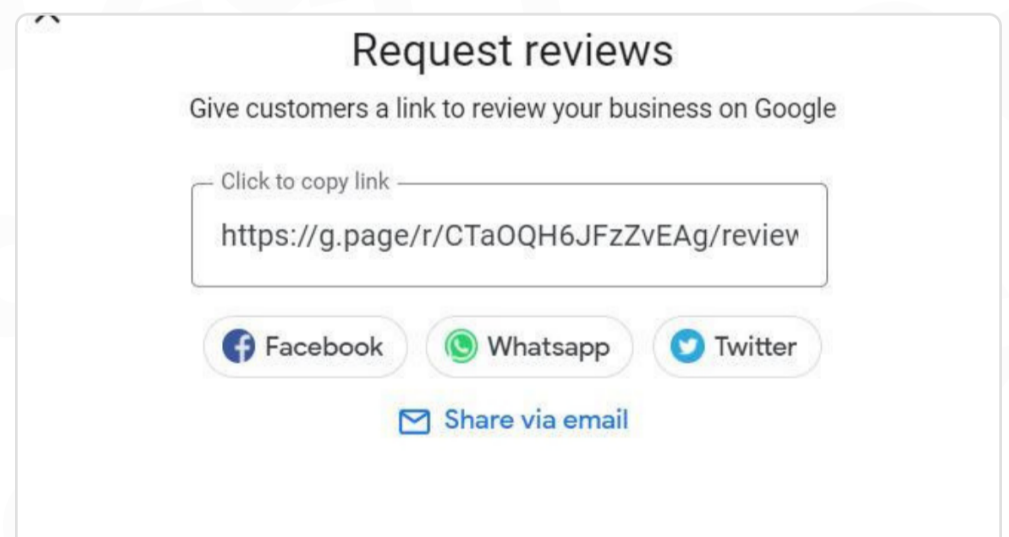 Request reviews
Give customers a link to review your business on Google
Click to copy link
https://g.page/r/CTaOQH6JFzZvEAg/review
Facebook Whatsapp Twitter
Share via email